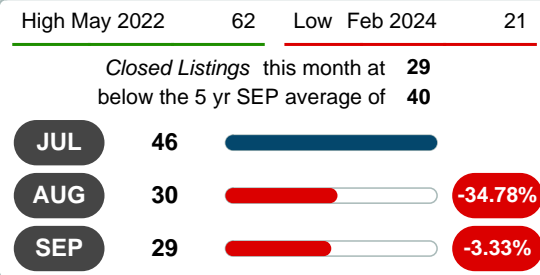 High May 2022 62 Low Feb 2024 21
Closed Listings this month at 29
below the 5 yr SEP average of 40
JUL 46
AUG 30 -34.78%
SEP 29 -3.33%